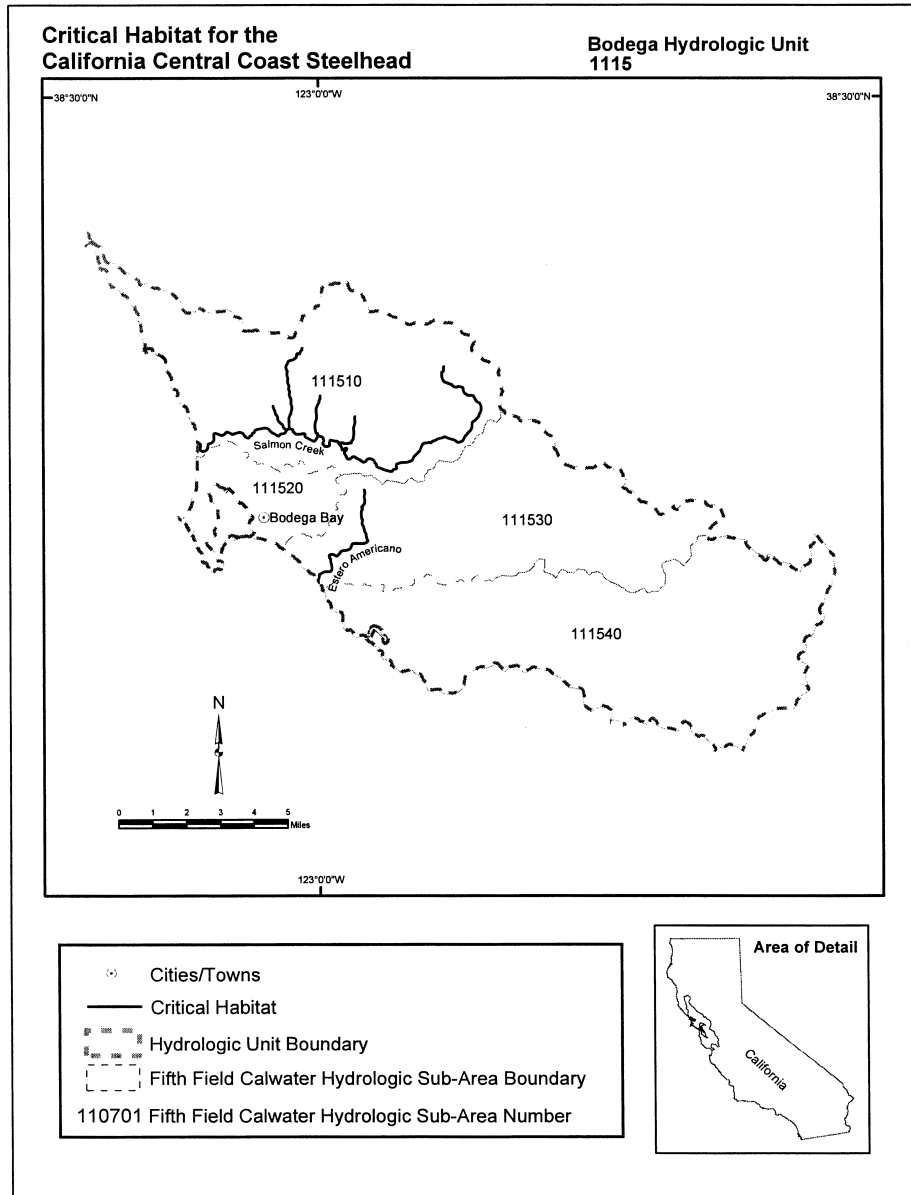 Critical Habitat for the
California Central Coast Steelhead
Bodega Hydrologic Unit
1115
38°30'0"N
123°0'0"W
38°30'0"N
111510
Salmon Creek
111520
Bodega Bay
111530
Estero Americano
111540
N
0 1 2 3 4 5
Miles
123°0'0"W
Cities/Towns
Critical Habitat
Hydrologic Unit Boundary
Fifth Field Calwater Hydrologic Sub-Area Boundary
110701 Fifth Field Calwater Hydrologic Sub-Area Number
Area of Detail
California